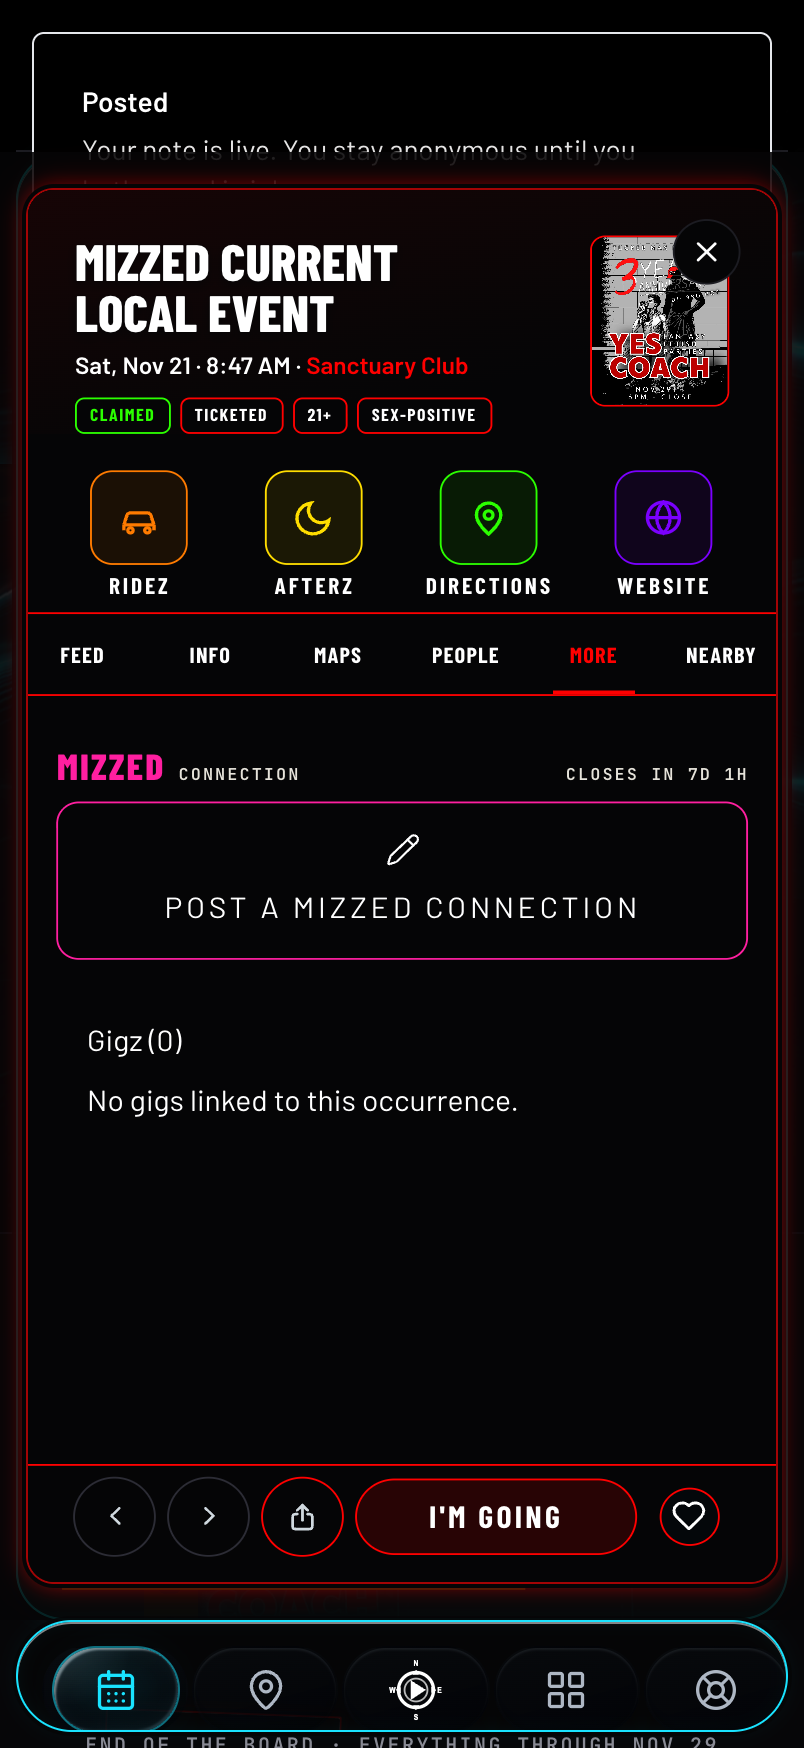 Posted
Your note is live. You stay anonymous until you
MIZZED CURRENT
LOCAL EVENT
Sat, Nov 21 · 8:47 AM · Sanctuary Club
CLAIMED
TICKETED
21+
SEX-POSITIVE
3
YES
COACH
RIDEZ
AFTERZ
DIRECTIONS
WEBSITE
FEED
INFO
MAPS
PEOPLE
MORE
NEARBY
MIZZED CONNECTION
CLOSES IN 7D 1H
POST A MIZZED CONNECTION
Gigz (0)
No gigs linked to this occurrence.
I'M GOING
N
W E
S
END OF THE BOARD · EVERYTHING THROUGH NOV 29